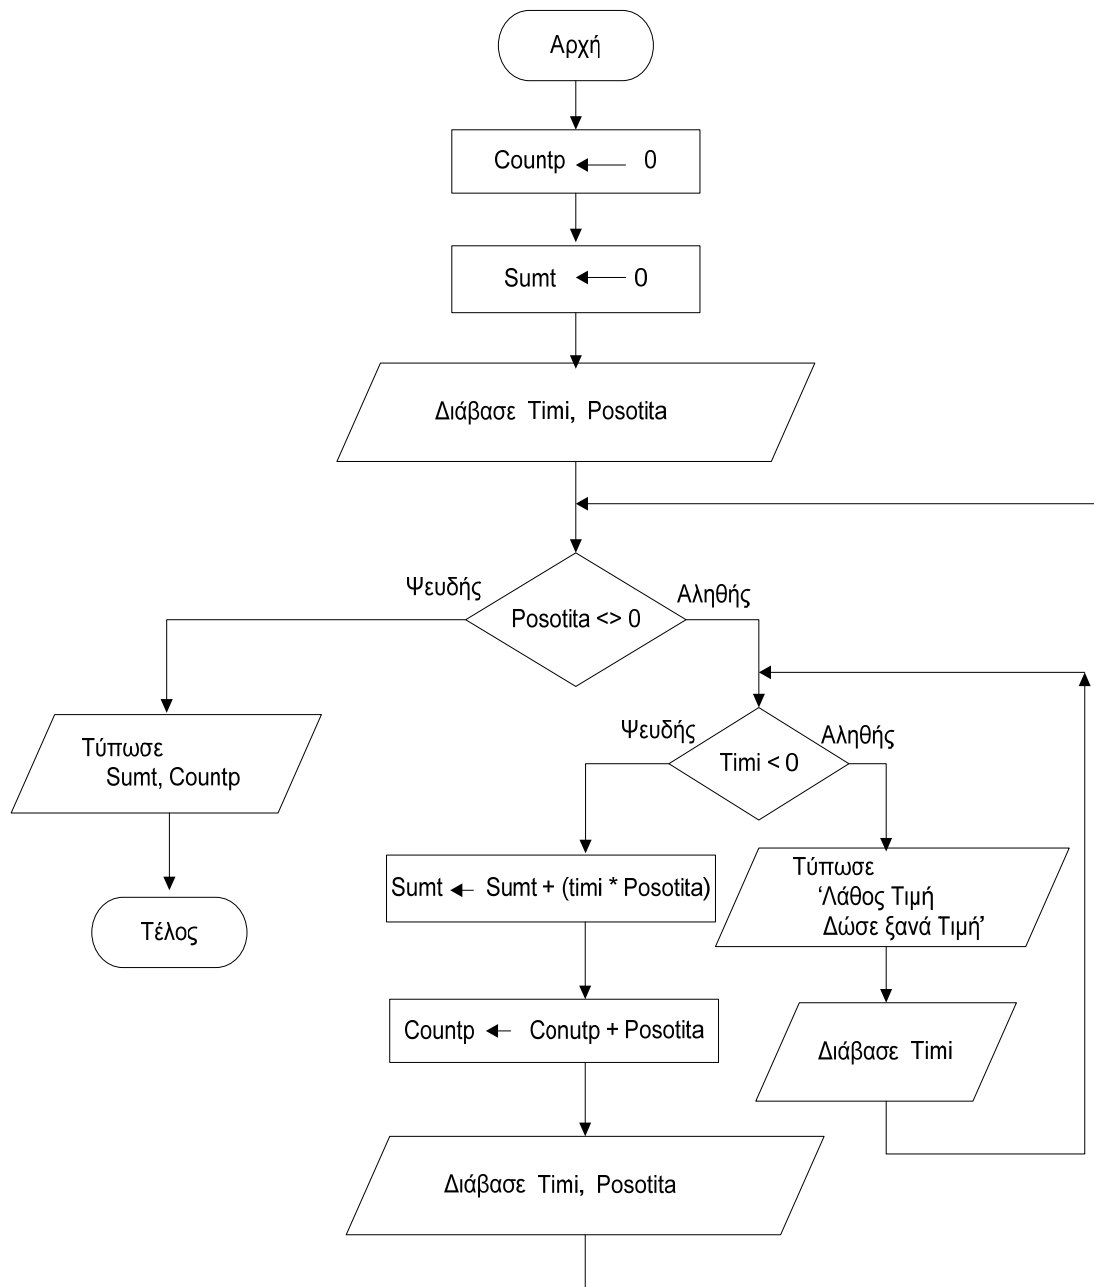 Αρχή
Countp ← 0
Sumt ← 0
Διάβασε Timi, Posotita
Ψευδής
Αληθής
Posotita <> 0
Τύπωσε
Sumt, Countp
Τέλος
Ψευδής
Αληθής
Timi < 0
Sumt ← Sumt + (timi * Posotita)
Τύπωσε
‘Λάθος Τιμή
Δώσε ξανά Τιμή’
Countp ← Conutp + Posotita
Διάβασε Timi
Διάβασε Timi, Posotita